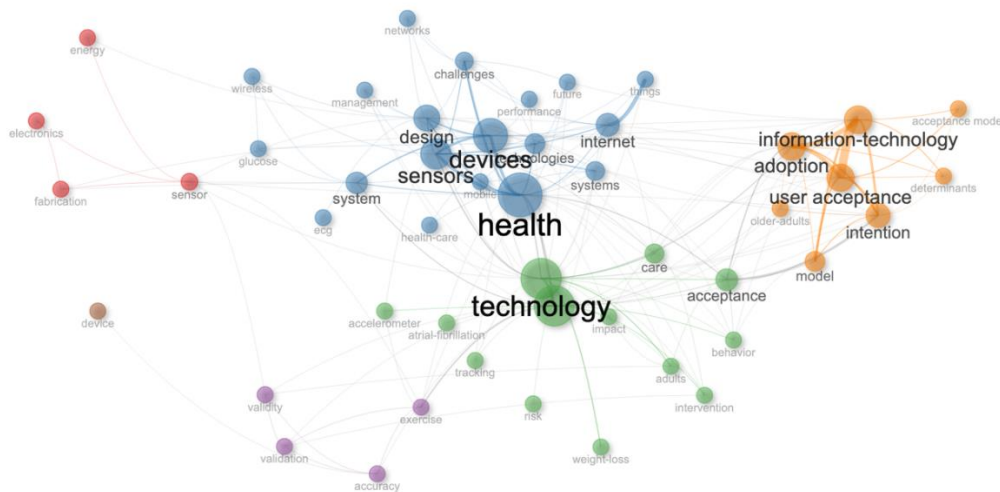 networks
energy
challenges
wireless
management
future
things
performance
acceptance mode
electronics
design
internet
information-technology
glucose
devices
technologies
adoption
sensors
systems
fabrication
sensor
system
mobile
user acceptance
determinants
older-adults
ecg
health-care
health
intention
care
model
acceptance
technology
device
accelerometer
atrial-fibrillation
impact
behavior
tracking
adults
validity
exercise
risk
intervention
validation
weight-loss
accuracy